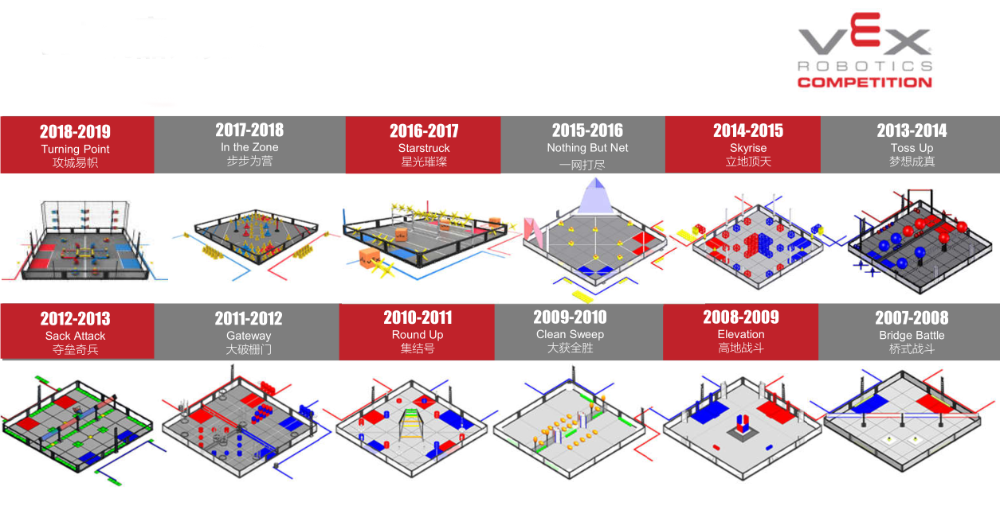 VEX
ROBOTICS
COMPETITION
2018-2019
Turning Point
攻城易帜
2017-2018
In the Zone
步步为营
2016-2017
Starstruck
星光璀璨
2015-2016
Nothing But Net
一网打尽
2014-2015
Skyrise
立地顶天
2013-2014
Toss Up
梦想成真
2012-2013
Sack Attack
夺垒奇兵
2011-2012
Gateway
大破栅门
2010-2011
Round Up
集结号
2009-2010
Clean Sweep
大获全胜
2008-2009
Elevation
高地战斗
2007-2008
Bridge Battle
桥式战斗